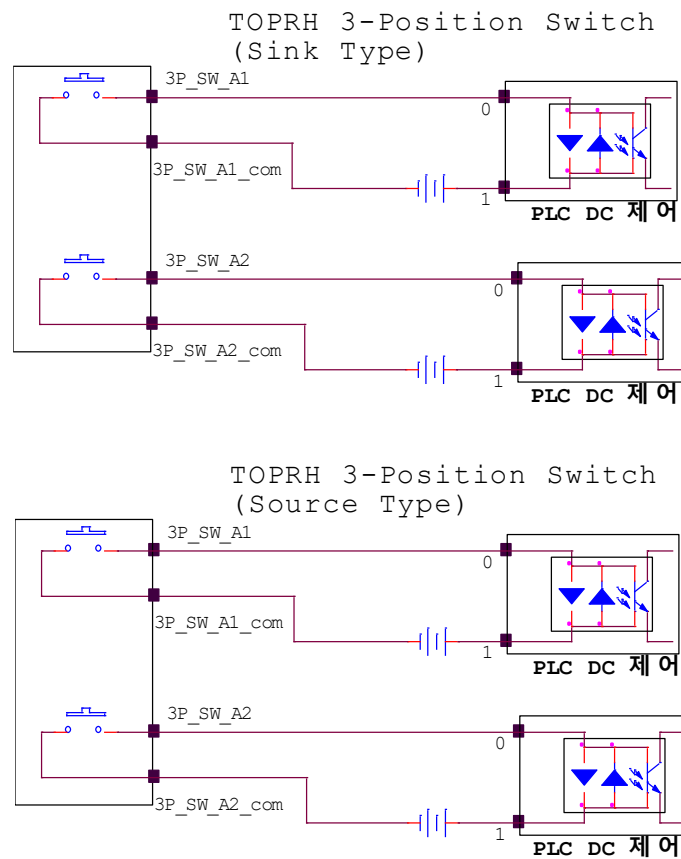 TOPRH 3-Position Switch
(Sink Type)
3P_SW_A1
0
3P_SW_A1_com
1
PLC DC 제어
3P_SW_A2
0
3P_SW_A2_com
1
PLC DC 제어
TOPRH 3-Position Switch
(Source Type)
3P_SW_A1
0
3P_SW_A1_com
1
PLC DC 제어
3P_SW_A2
0
3P_SW_A2_com
1
PLC DC 제어